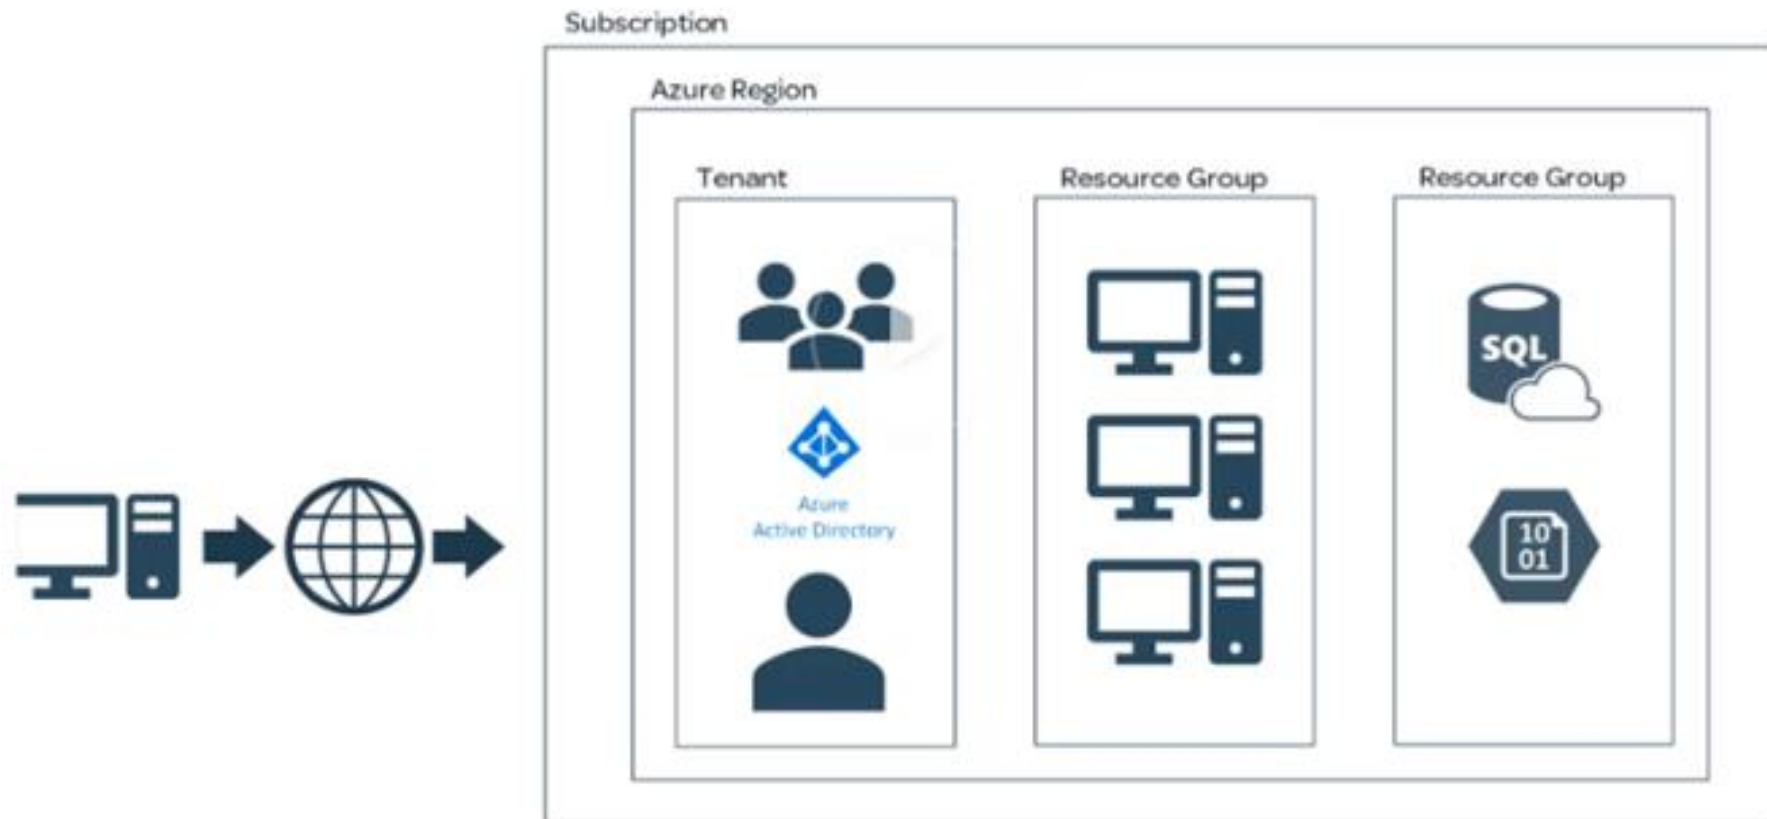 Subscription
Azure Region
Tenant
Resource Group
Resource Group
Azure
Active Directory
SQL
10
01